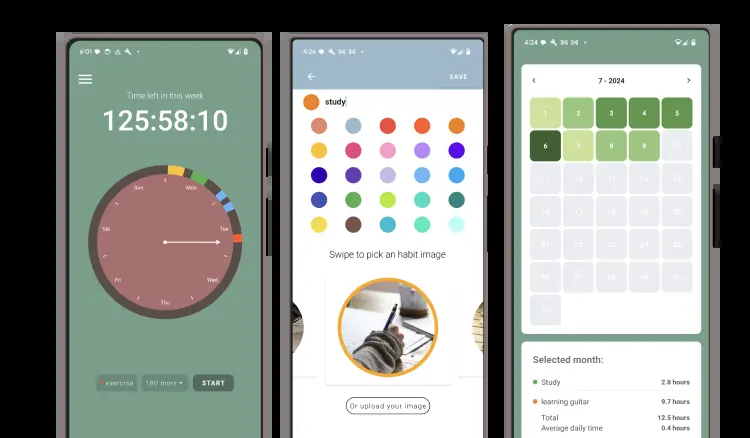 6:01
Time left in this week
125:58:10
Sun
Mon
Sat
Tue
Fri
Wed
Thu
exercise
180 mins
START
4:26
SAVE
study
Swipe to pick an habit image
Or upload your image
4:24
7 - 2024
1 2 3 4 5
6 7 8 9 10
11 12 13 14 15
16 17 18 19 20
21 22 23 24 25
26 27 28 29 30
31
Selected month:
Study 2.8 hours
learning guitar 9.7 hours
Total 12.5 hours
Average daily time 0.4 hours